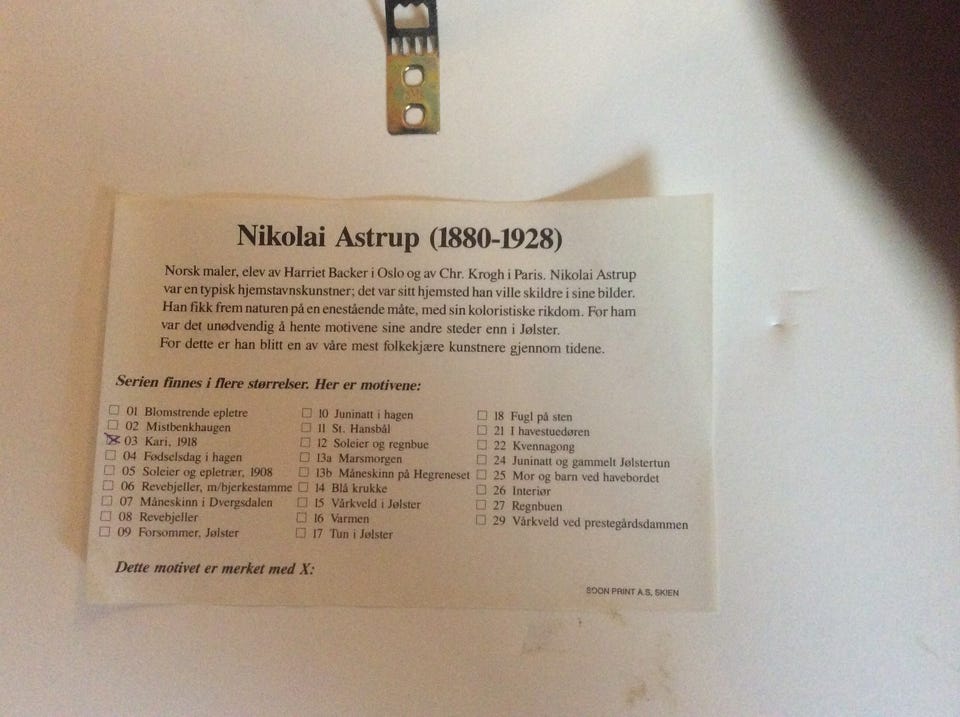 Nikolai Astrup (1880-1928)
Norsk maler, elev av Harriet Backer i Oslo og av Chr. Krogh i Paris. Nikolai Astrup
var en typisk hjemstavnskunstner; det var sitt hjemsted han ville skildre i sine bilder.
Han fikk frem naturen på en enestående måte, med sin koloristiske rikdom. For ham
var det unødvendig å hente motivene sine andre steder enn i Jølster.
For dette er han blitt en av våre mest folkekjære kunstnere gjennom tidene.
Serien finnes i flere størrelser. Her er motivene:
01 Blomstrende epletre
02 Mistbenkhaugen
03 Kari, 1918
04 Fødselsdag i hagen
05 Soleier og epletrær, 1908
06 Revebjeller, m/bjerkestamme
07 Måneskinn i Dvergsdalen
08 Revebjeller
09 Forsommer, Jølster
10 Juninatt i hagen
11 St. Hansbål
12 Soleier og regnbue
13a Marsmorgen
13b Måneskinn på Hegreneset
14 Blå krukke
15 Vårkveld i Jølster
16 Varmen
17 Tun i Jølster
18 Fugl på sten
21 I havestuedøren
22 Kvennagong
24 Juninatt og gammelt Jølstertun
25 Mor og barn ved havebordet
26 Interiør
27 Regnbuen
29 Vårkveld ved prestegårdsdammen
Dette motivet er merket med X:
SOON PRINT A.S, SKIEN